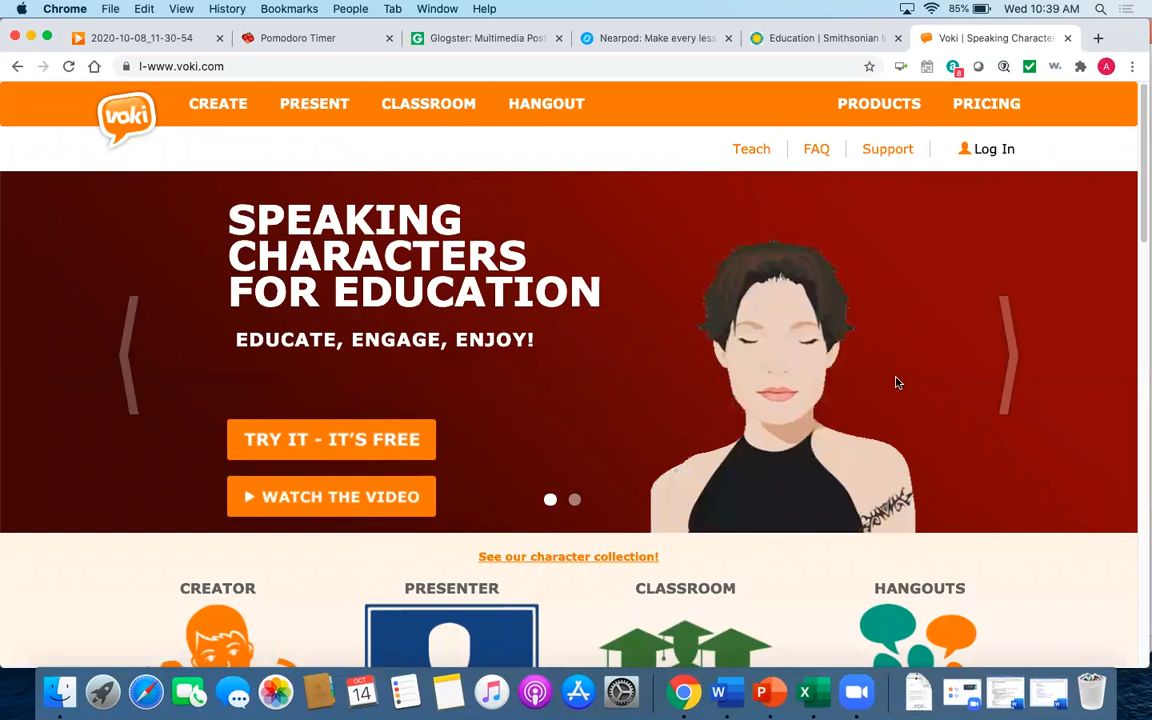 Chrome File Edit View History Bookmarks People Tab Window Help 85% Wed 10:39 AM
2020-10-08_11-30-54 Pomodoro Timer Glogster: Multimedia Post Nearpod: Make every less Education | Smithsonian Voki | Speaking Character
l-www.voki.com
voki CREATE PRESENT CLASSROOM HANGOUT PRODUCTS PRICING
Teach FAQ Support Log In
SPEAKING
CHARACTERS
FOR EDUCATION
EDUCATE, ENGAGE, ENJOY!
TRY IT - IT'S FREE
WATCH THE VIDEO
See our character collection!
CREATOR PRESENTER CLASSROOM HANGOUTS
OCT
14